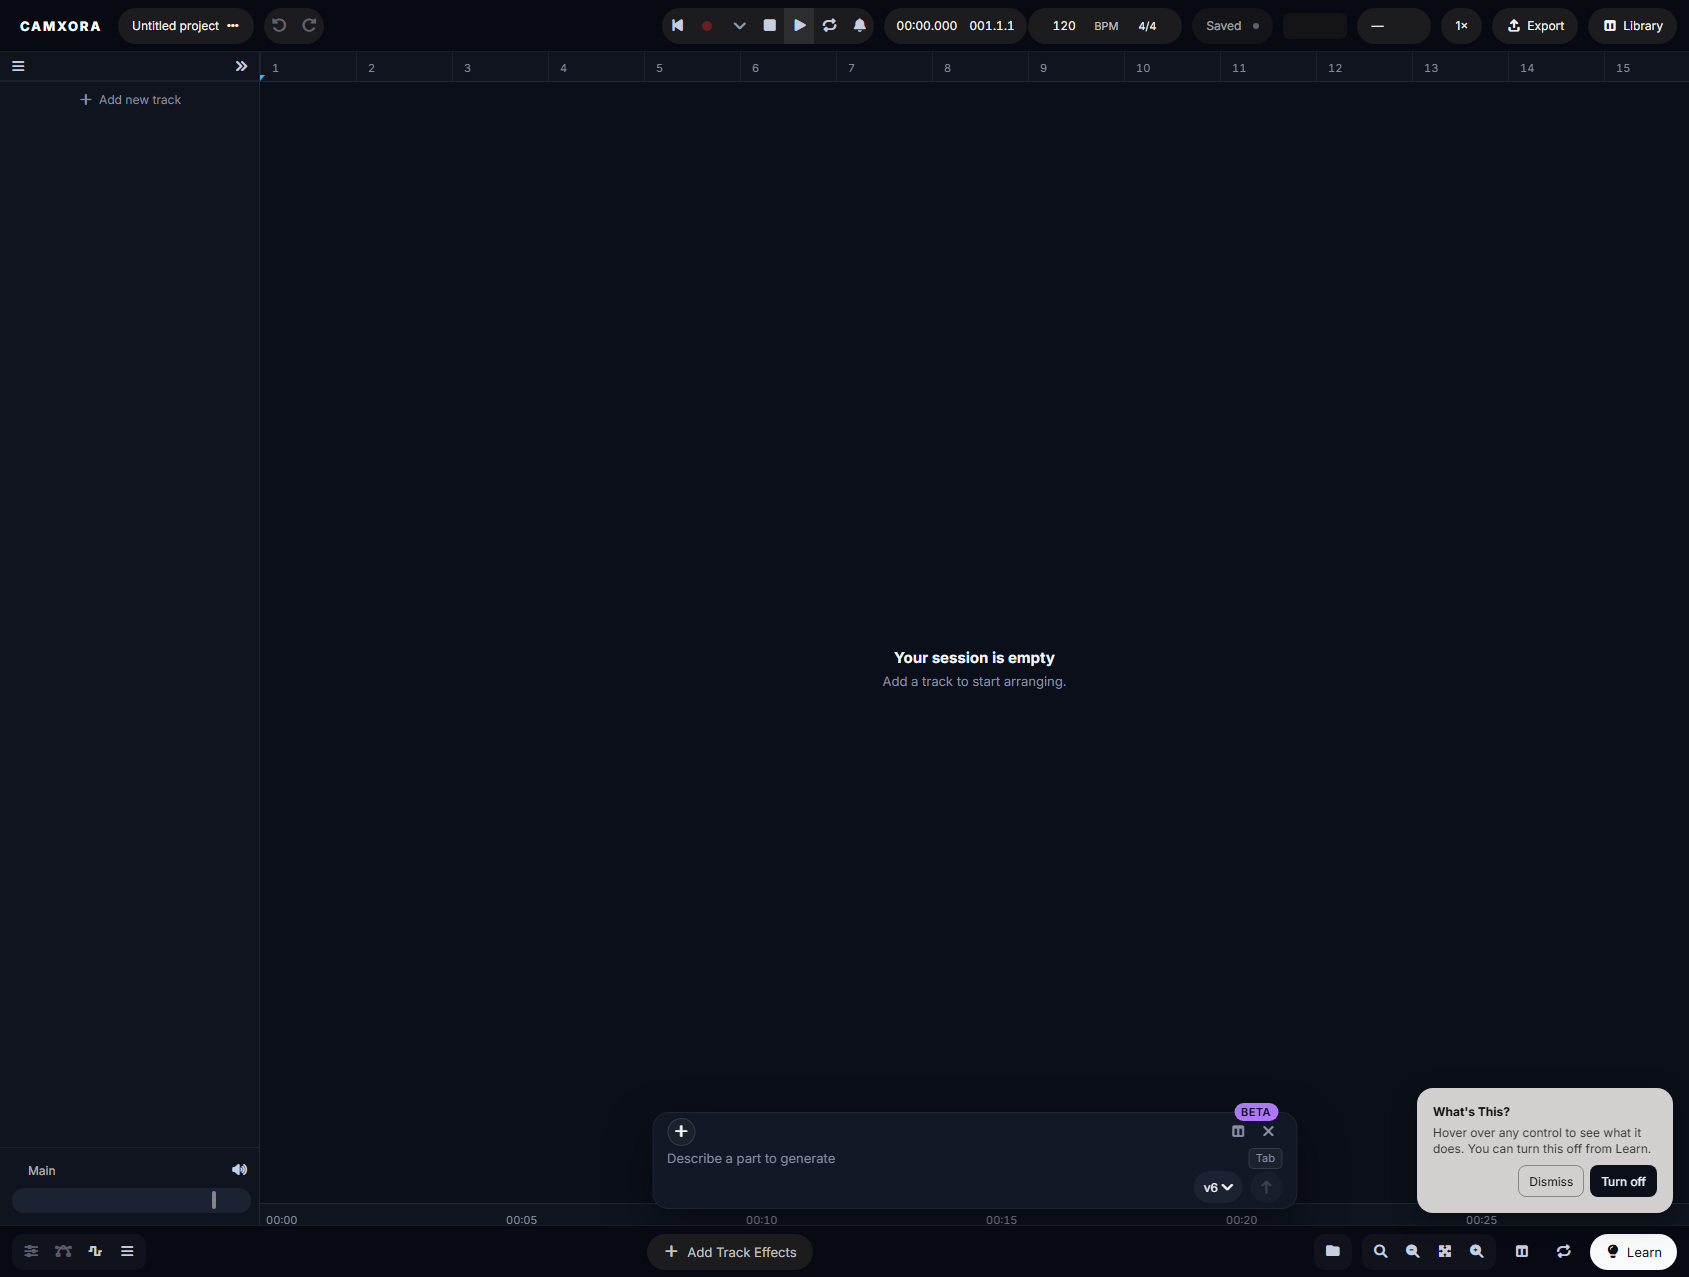 CAMXORA
Untitled project
00:00.000 001.1.1
120 BPM 4/4
Saved
1×
Export
Library
1 2 3 4 5 6 7 8 9 10 11 12 13 14 15
Add new track
Your session is empty
Add a track to start arranging.
BETA
Describe a part to generate
Tab
v6
What's This?
Hover over any control to see what it
does. You can turn this off from Learn.
Dismiss
Turn off
Main
00:00 00:05 00:10 00:15 00:20 00:25
Add Track Effects
Learn